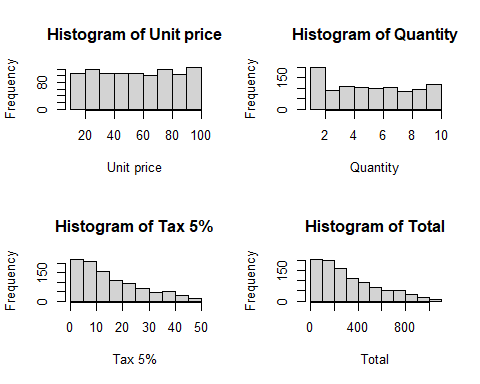 Histogram of Unit price
Frequency
0 80
20 40 60 80 100
Unit price
Histogram of Quantity
Frequency
0 150
2 4 6 8 10
Quantity
Histogram of Tax 5%
Frequency
0 150
0 10 20 30 40 50
Tax 5%
Histogram of Total
Frequency
0 150
0 400 800
Total